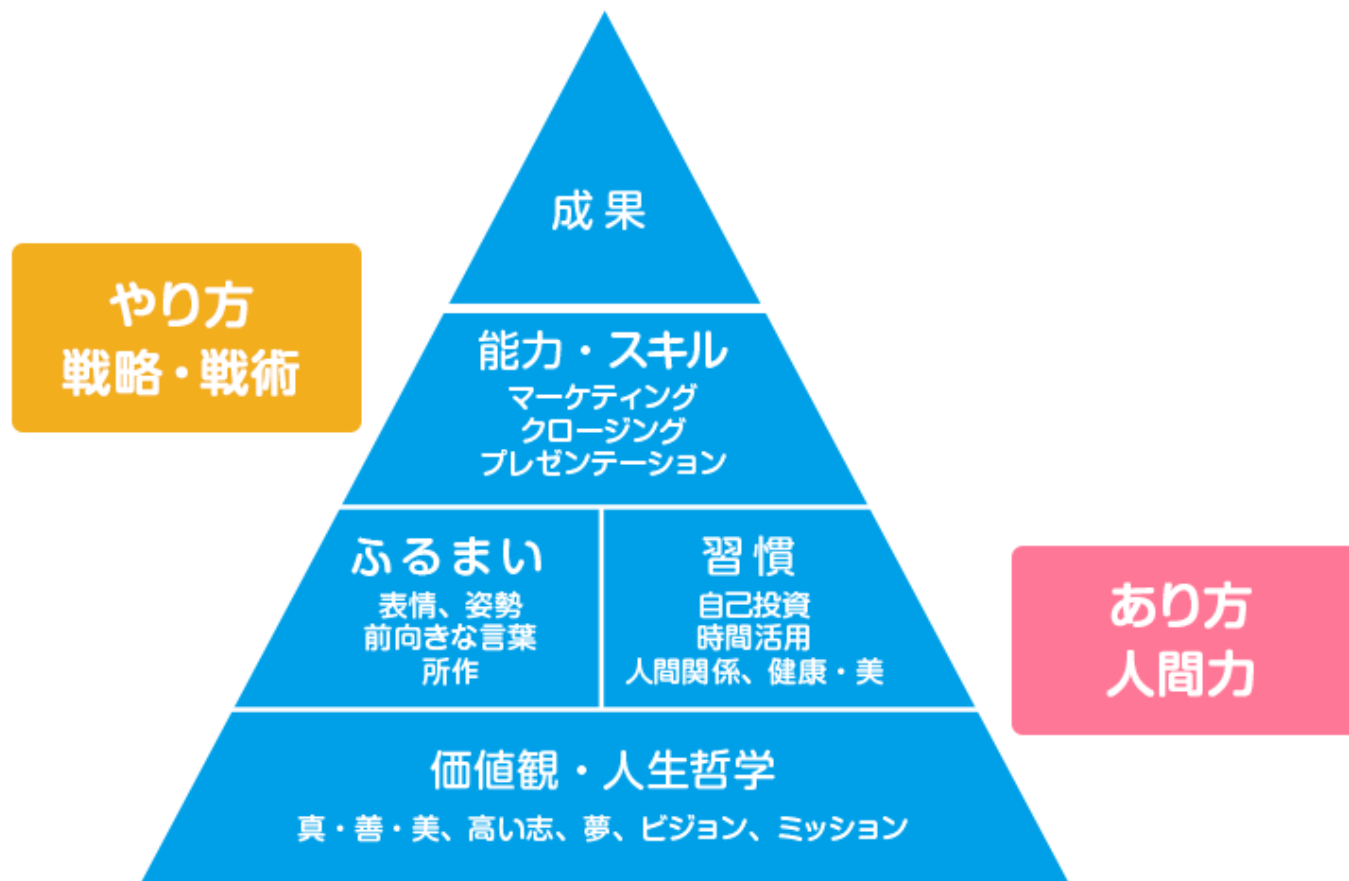 成果
やり方
戦略・戦術
能力・スキル
マーケティング
クロージング
プレゼンテーション
ふるまい
表情、姿勢
前向きな言葉
所作
習慣
自己投資
時間活用
人間関係、健康・美
あり方
人間力
価値観・人生哲学
真・善・美、高い志、夢、ビジョン、ミッション